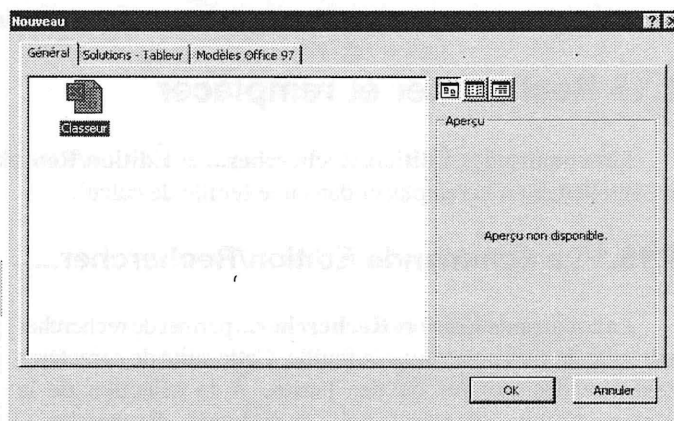 Nouveau
Général Solutions - Tableur Modèles Office 97
Classeur
Aperçu
Aperçu non disponible.
OK Annuler